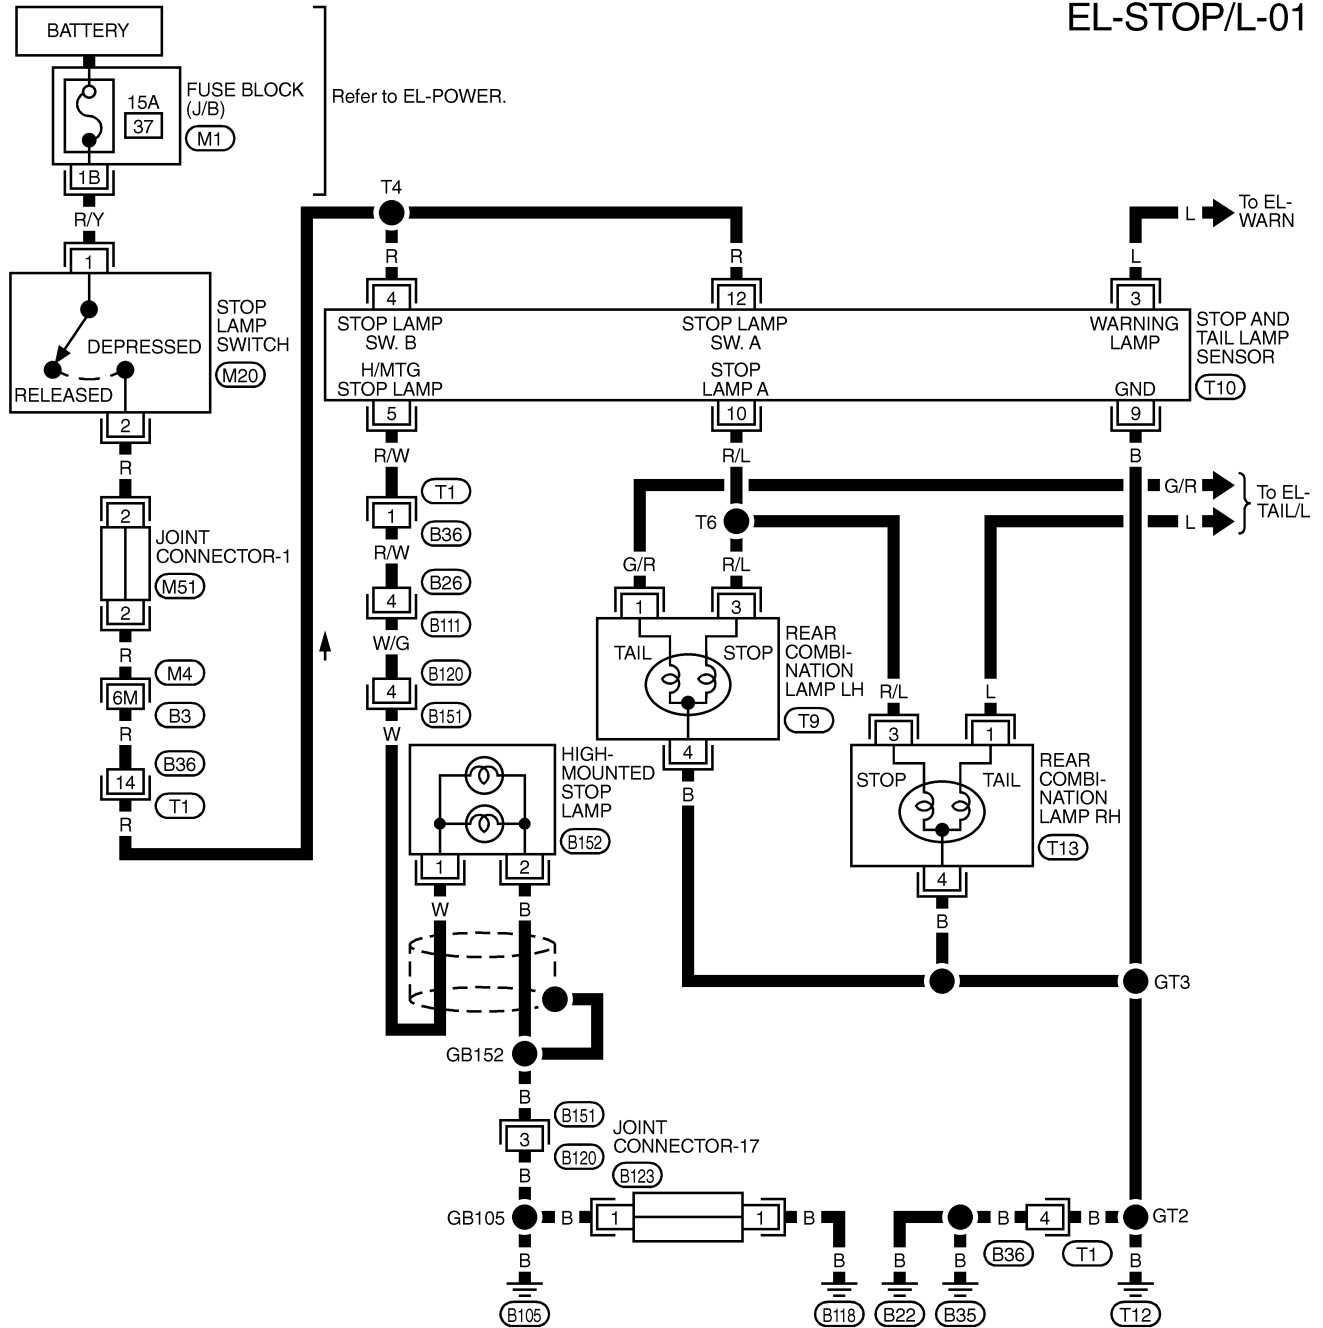 EL-STOP/L-01
BATTERY
FUSE BLOCK
(J/B)
M1
15A
37
1B
Refer to EL-POWER.
R/Y
1
STOP
LAMP
SWITCH
M20
DEPRESSED
RELEASED
2
R
2
JOINT
CONNECTOR-1
M51
2
R
M4
6M
B3
R
B36
14
T1
R
T4
R
R
L
L
To EL-
WARN
4
12
3
STOP LAMP
SW. B
STOP LAMP
SW. A
WARNING
LAMP
STOP AND
TAIL LAMP
SENSOR
T10
H/MTG
STOP LAMP
STOP
LAMP A
GND
5
10
9
R/W
R/L
B
T1
1
B36
R/W
B26
4
B111
W/G
B120
4
B151
W
G/R
L
To EL-
TAIL/L
T6
G/R
R/L
1
3
TAIL
STOP
REAR
COMBI-
NATION
LAMP LH
T9
4
B
R/L
L
3
1
STOP
TAIL
REAR
COMBI-
NATION
LAMP RH
T13
4
B
HIGH-
MOUNTED
STOP
LAMP
B152
1
2
W
B
GT3
GB152
B
B151
3
B120
B
JOINT
CONNECTOR-17
B123
GB105
B
1
1
B
B
B
B105
B118
B
4
B
GT2
B36
T1
B
B
B
B22
B35
T12